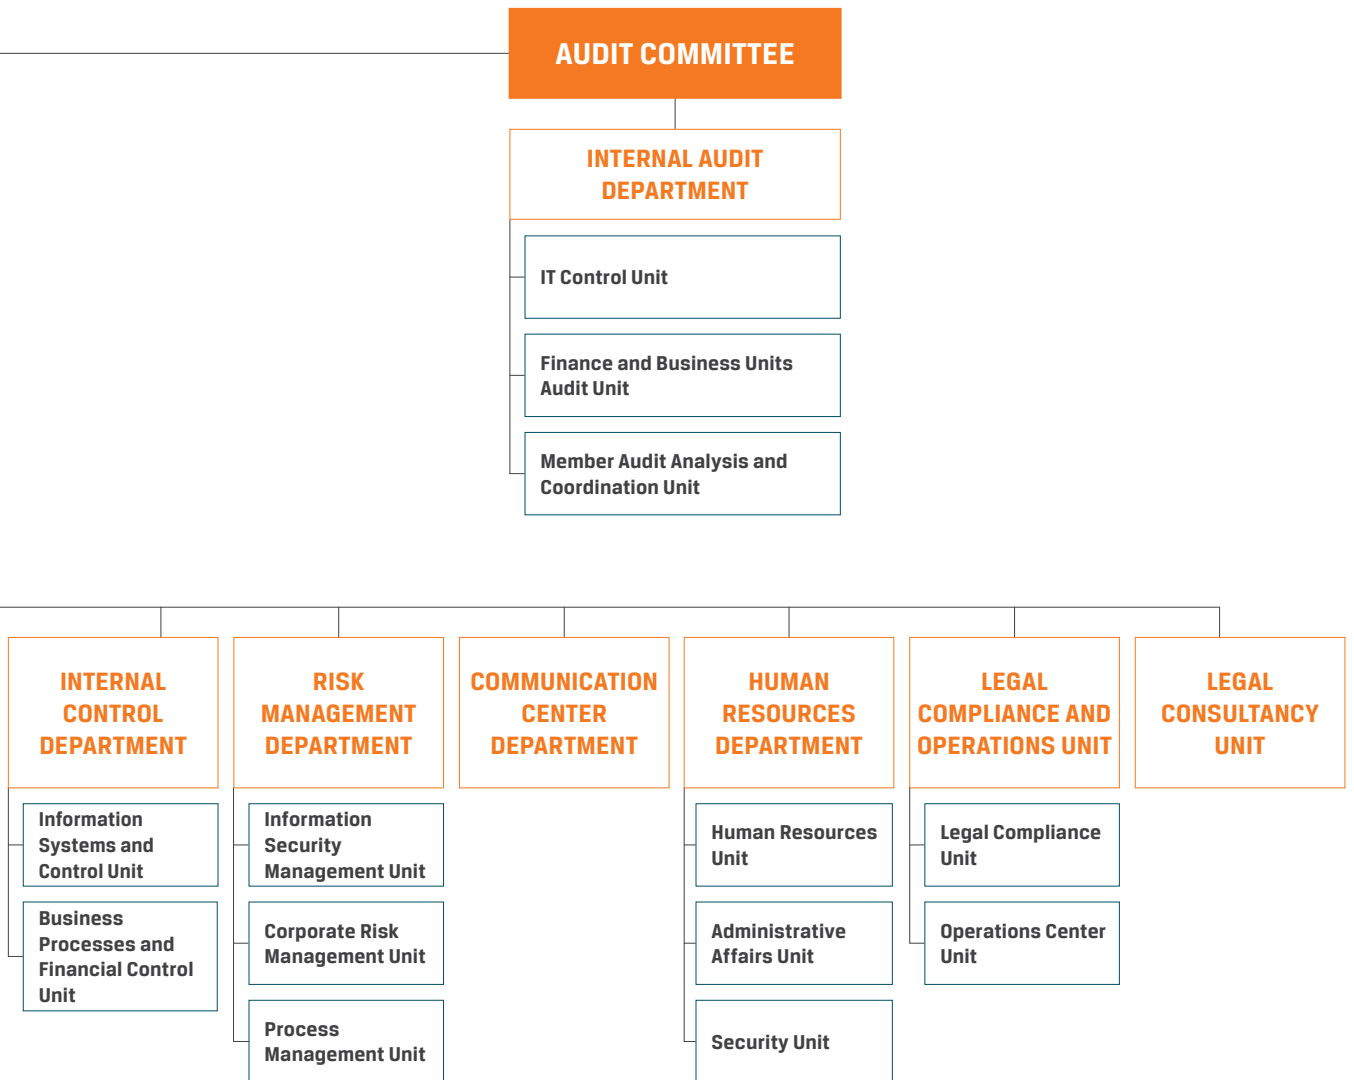 AUDIT COMMITTEE
INTERNAL AUDIT
DEPARTMENT
IT Control Unit
Finance and Business Units
Audit Unit
Member Audit Analysis and
Coordination Unit
INTERNAL
CONTROL
DEPARTMENT
Information
Systems and
Control Unit
Business
Processes and
Financial Control
Unit
RISK
MANAGEMENT
DEPARTMENT
Information
Security
Management Unit
Corporate Risk
Management Unit
Process
Management Unit
COMMUNICATION
CENTER
DEPARTMENT
HUMAN
RESOURCES
DEPARTMENT
Human Resources
Unit
Administrative
Affairs Unit
Security Unit
LEGAL
COMPLIANCE AND
OPERATIONS UNIT
Legal Compliance
Unit
Operations Center
Unit
LEGAL
CONSULTANCY
UNIT